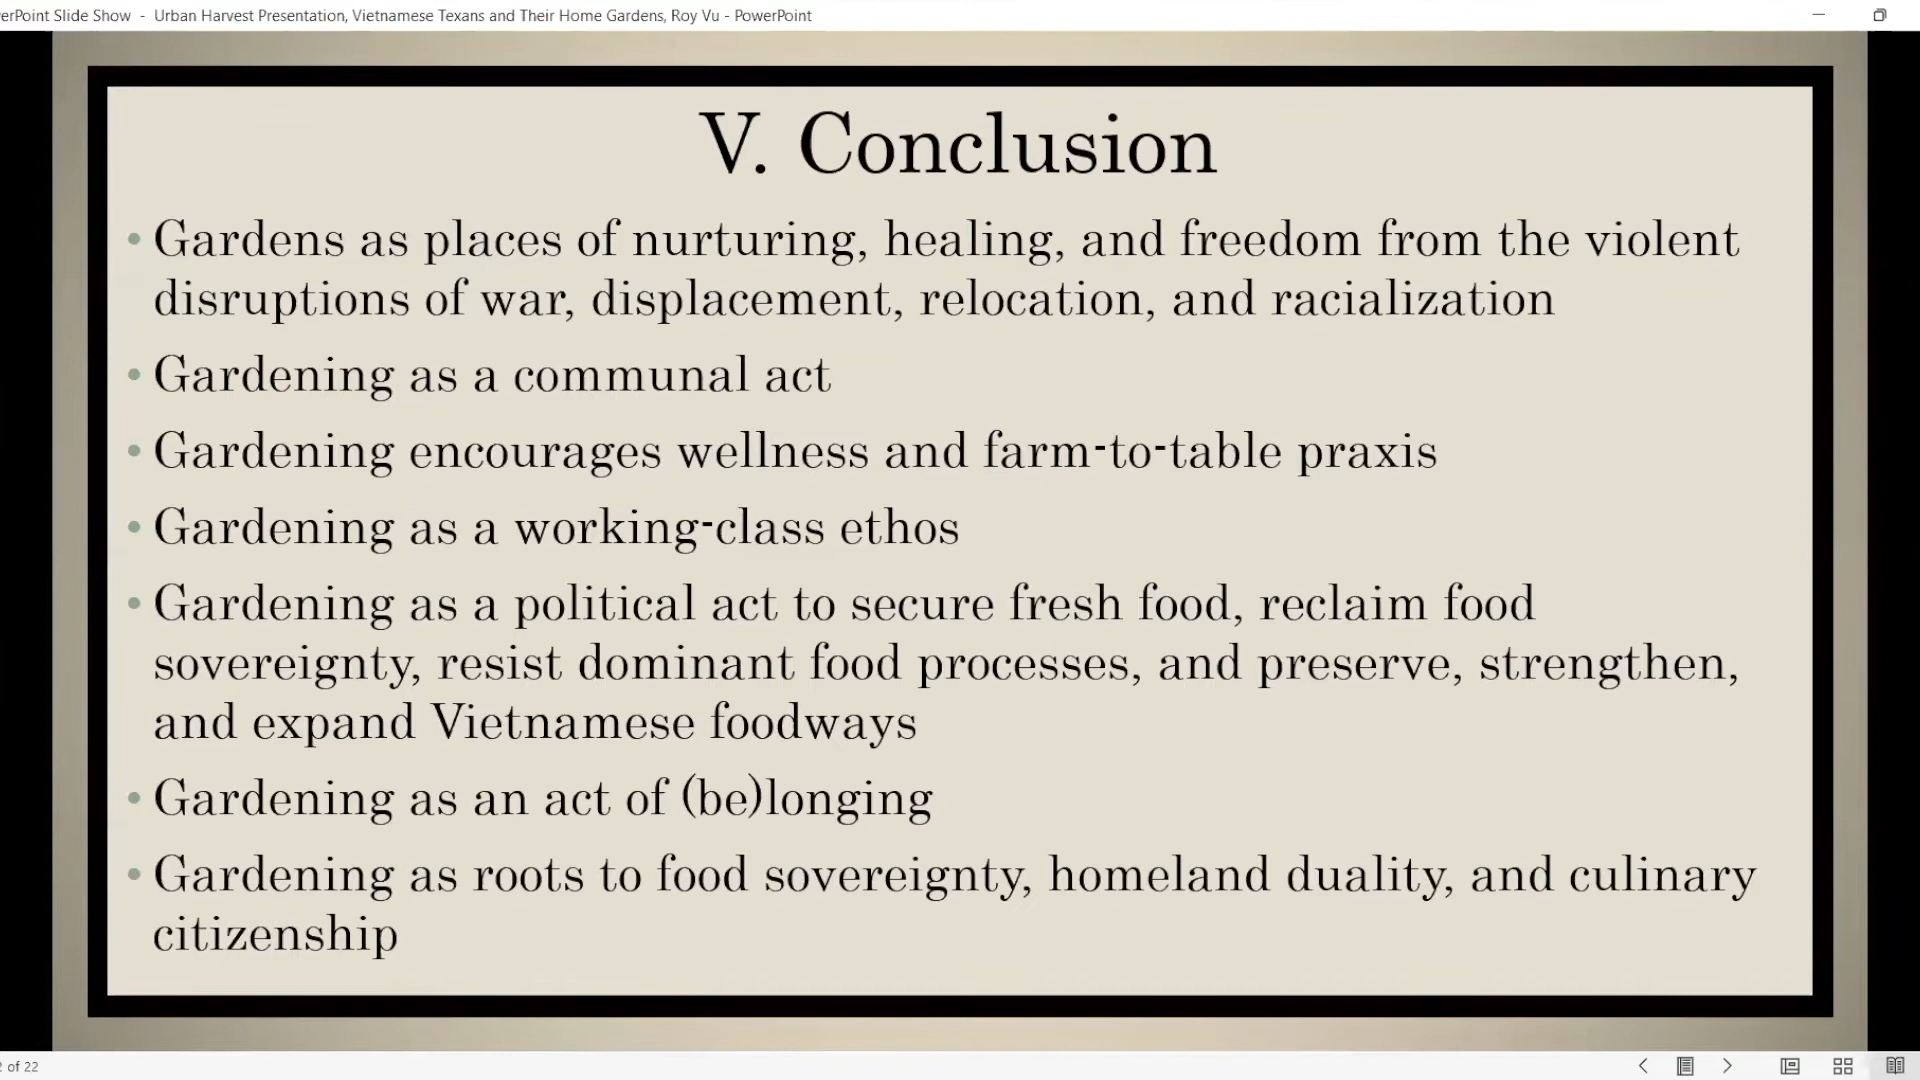 erPoint Slide Show - Urban Harvest Presentation, Vietnamese Texans and Their Home Gardens, Roy Vu - PowerPoint
V. Conclusion
• Gardens as places of nurturing, healing, and freedom from the violent
disruptions of war, displacement, relocation, and racialization
• Gardening as a communal act
• Gardening encourages wellness and farm-to-table praxis
• Gardening as a working-class ethos
• Gardening as a political act to secure fresh food, reclaim food
sovereignty, resist dominant food processes, and preserve, strengthen,
and expand Vietnamese foodways
• Gardening as an act of (be)longing
• Gardening as roots to food sovereignty, homeland duality, and culinary
citizenship
2 of 22